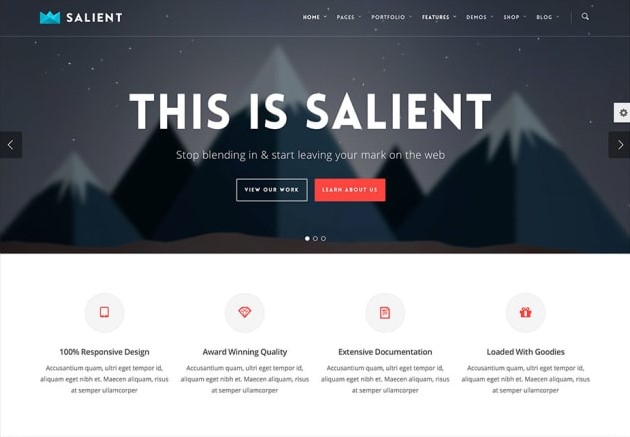 SALIENT
HOME PAGES PORTFOLIO FEATURES DEMOS SHOP BLOG
THIS IS SALIENT
Stop blending in & start leaving your mark on the web
VIEW OUR WORK LEARN ABOUT US
100% Responsive Design
Accusantium quam, ultri eget tempor id,
aliquam eget nibh et. Maecen aliquam, risus
at semper ullamcorper
Award Winning Quality
Accusantium quam, ultri eget tempor id,
aliquam eget nibh et. Maecen aliquam, risus
at semper ullamcorper
Extensive Documentation
Accusantium quam, ultri eget tempor id,
aliquam eget nibh et. Maecen aliquam, risus
at semper ullamcorper
Loaded With Goodies
Accusantium quam, ultri eget tempor id,
aliquam eget nibh et. Maecen aliquam, risus
at semper ullamcorper